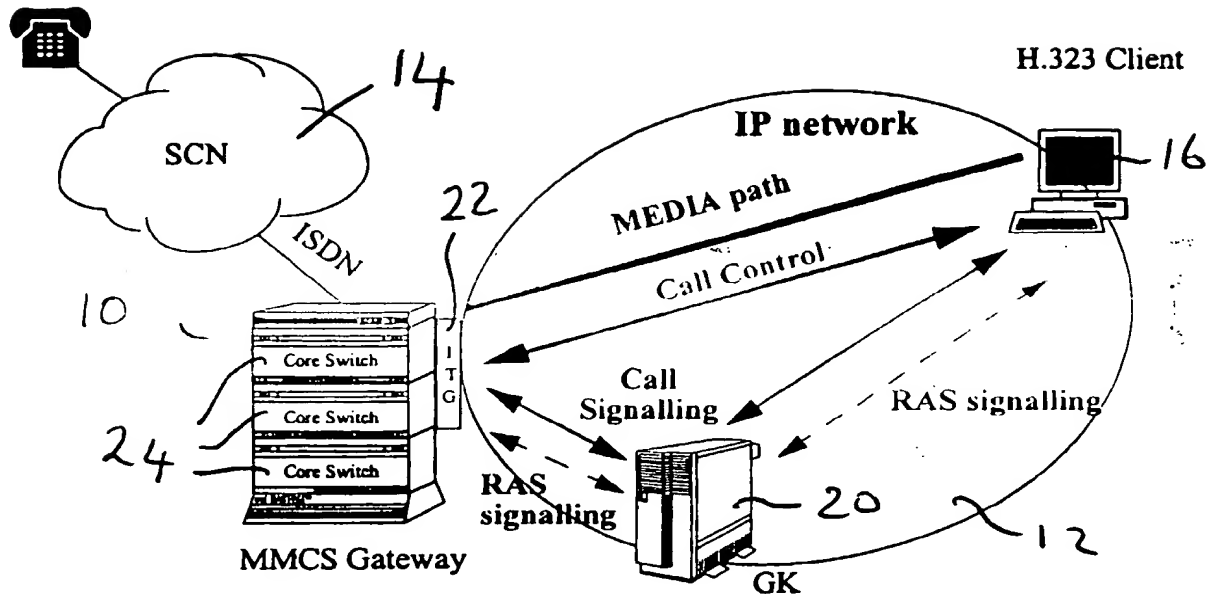 14
H.323 Client
SCN
IP network
16
22
MEDIA path
ISDN
Call Control
10
ITG
Core Switch
Core Switch
Core Switch
24
Call
Signalling
RAS signalling
RAS
signalling
20
12
MMCS Gateway
GK